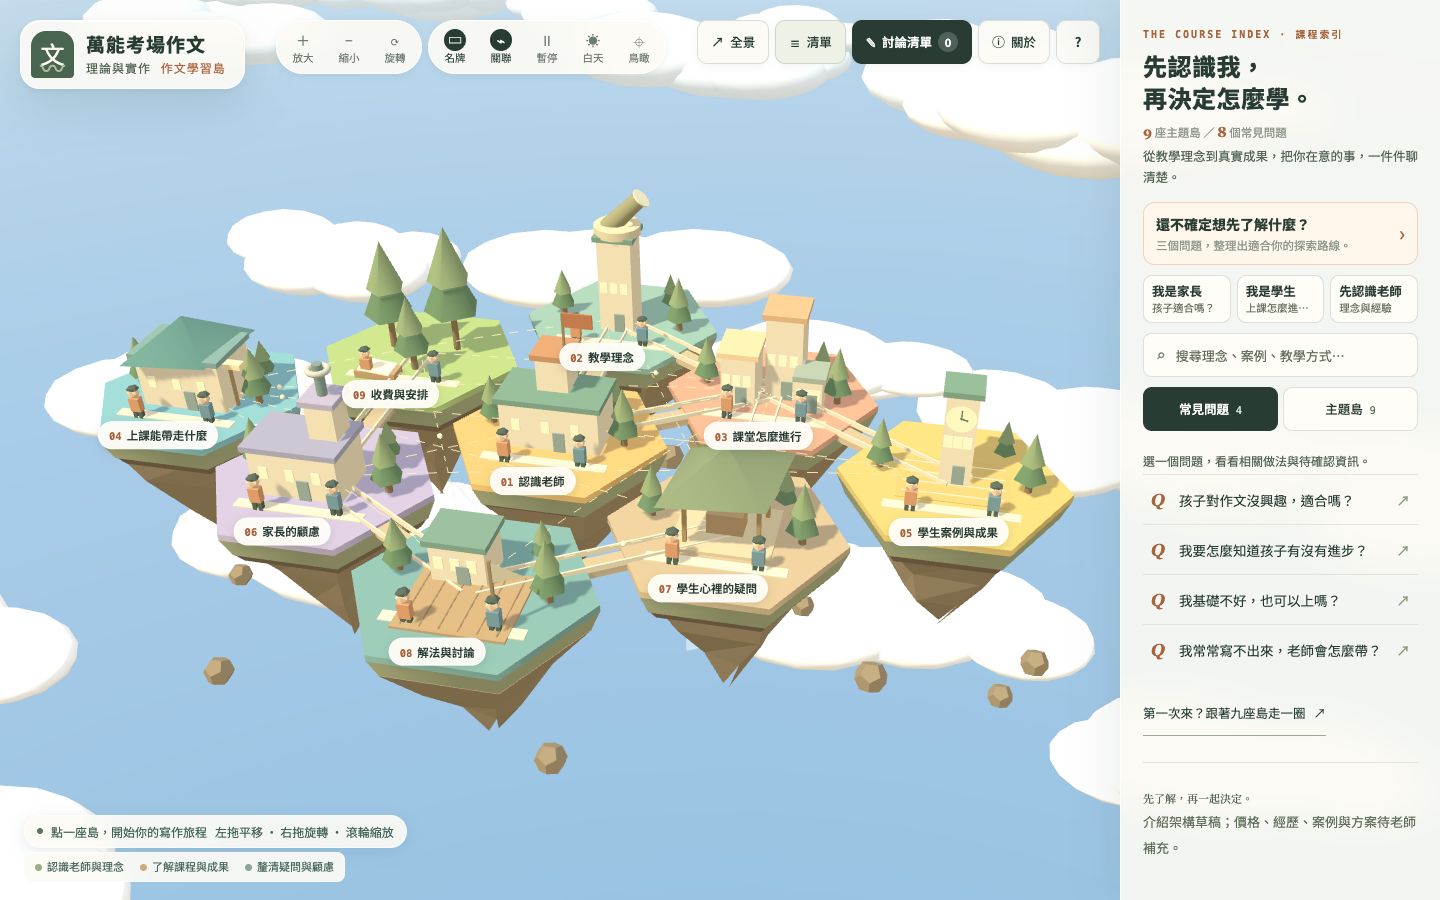 文
萬能考場作文
理論與實作 作文學習島
放大
縮小
旋轉
名牌
關聯
暫停
白天
鳥瞰
全景
清單
討論清單 0
關於
?
02 教學理念
09 收費與安排
04 上課能帶走什麼
03 課堂怎麼進行
01 認識老師
06 家長的顧慮
05 學生案例與成果
07 學生心裡的疑問
08 解法與討論
點一座島,開始你的寫作旅程 左拖平移・右拖旋轉・滾輪縮放
認識老師與理念
了解課程與成果
釐清疑問與顧慮
THE COURSE INDEX · 課程索引
先認識我,
再決定怎麼學。
9 座主題島/8 個常見問題
從教學理念到真實成果,把你在意的事,一件件聊
清楚。
還不確定想先了解什麼?
三個問題,整理出適合你的探索路線。
我是家長
孩子適合嗎?
我是學生
上課怎麼進…
先認識老師
理念與經驗
搜尋理念、案例、教學方式…
常見問題 4
主題島 9
選一個問題,看看相關做法與待確認資訊。
Q 孩子對作文沒興趣,適合嗎?
Q 我要怎麼知道孩子有沒有進步?
Q 我基礎不好,也可以上嗎?
Q 我常常寫不出來,老師會怎麼帶?
第一次來?跟著九座島走一圈
先了解,再一起決定。
介紹架構草稿;價格、經歷、案例與方案待老師
補充。